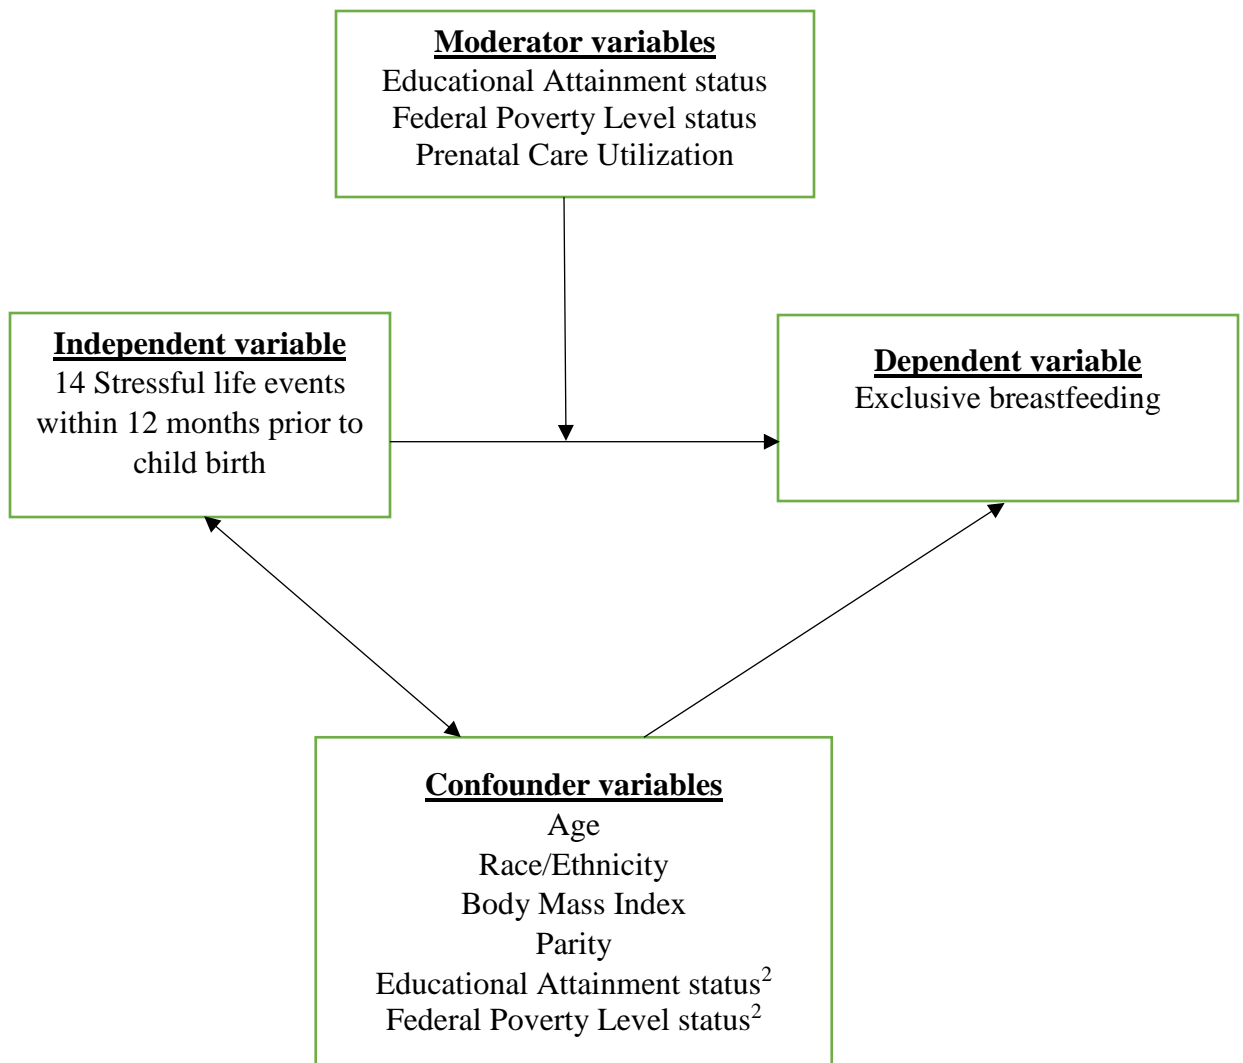 Moderator variables
Educational Attainment status
Federal Poverty Level status
Prenatal Care Utilization
Independent variable
14 Stressful life events
within 12 months prior to
child birth
Dependent variable
Exclusive breastfeeding
Confounder variables
Age
Race/Ethnicity
Body Mass Index
Parity
Educational Attainment status²
Federal Poverty Level status²